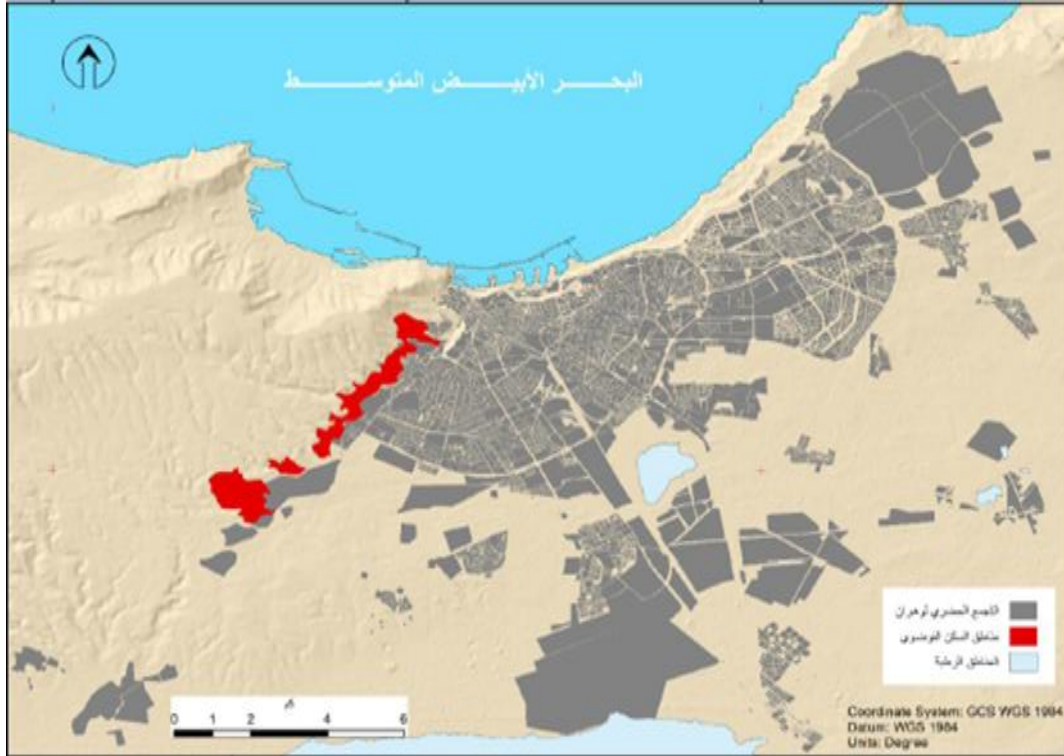 البحر الأبيض المتوسط
التجمع الحضري لوهران
مناطق السكن الفوضوي
المناطق الرطبة
0 1 2 4 6
Coordinate System: GCS WGS 1984
Datum: WGS 1984
Units: Degree